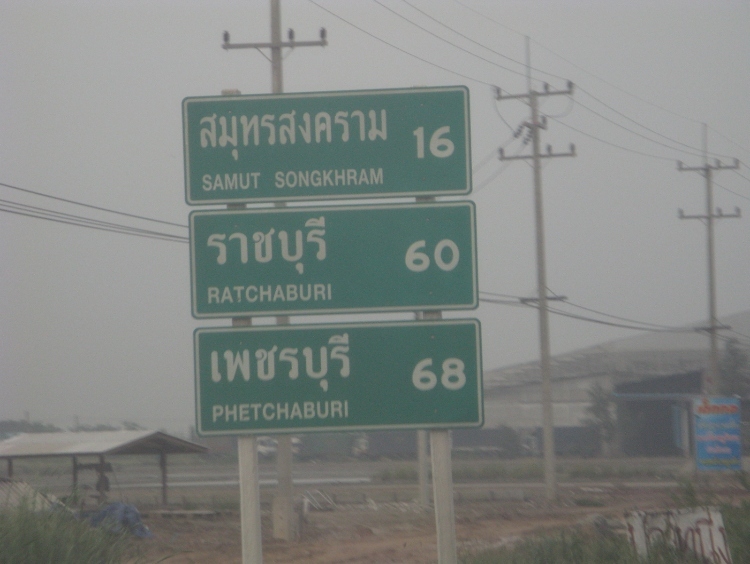 สมุทรสงคราม 16
SAMUT SONGKHRAM
ราชบุรี 60
RATCHABURI
เพชรบุรี 68
PHETCHABURI